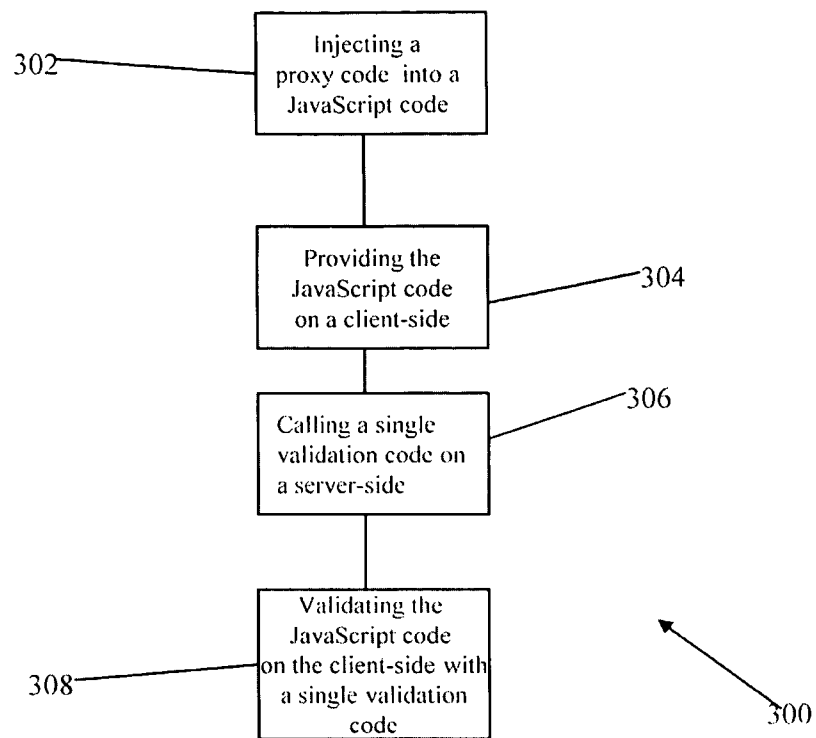 302
Injecting a
proxy code into a
JavaScript code
Providing the
JavaScript code
on a client-side
304
306
Calling a single
validation code on
a server-side
Validating the
JavaScript code
on the client-side with
a single validation
code
308
300